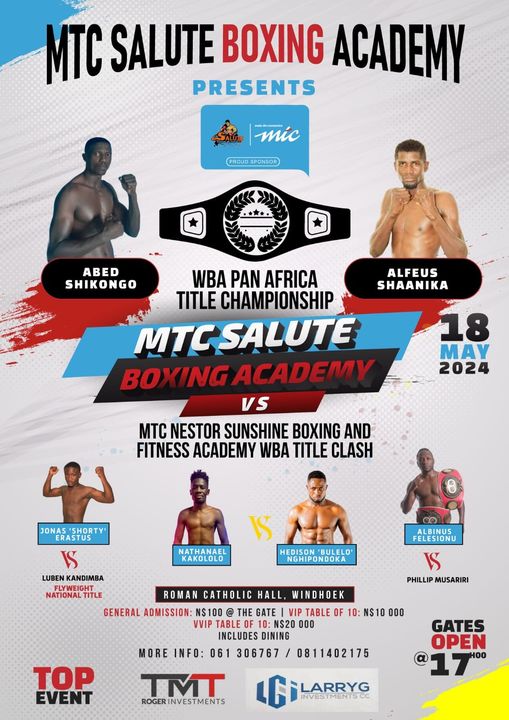 MTC SALUTE BOXING ACADEMY
PRESENTS
SALUTE
mtc
PROUD SPONSOR
ABED
SHIKONGO
ALFEUS
SHAANIKA
WBA PAN AFRICA
TITLE CHAMPIONSHIP
18
MAY
2024
MTC SALUTE
BOXING ACADEMY
VS
MTC NESTOR SUNSHINE BOXING AND
FITNESS ACADEMY WBA TITLE CLASH
JONAS 'SHORTY'
ERASTUS
VS
LUBEN KANDIMBA
FLYWEIGHT
NATIONAL TITLE
NATHANAEL
KAKOLOLO
VS
HEDISON 'BULELO'
NGHIPONDOKA
ALBINUS
FELESIONU
VS
PHILLIP MUSARIRI
ROMAN CATHOLIC HALL, WINDHOEK
GENERAL ADMISSION: N$100 @ THE GATE | VIP TABLE OF 10: N$10 000
VVIP TABLE OF 10: N$20 000
INCLUDES DINING
MORE INFO: 061 306767 / 0811402175
GATES
OPEN
@17H00
TOP
EVENT
TMT
ROGER INVESTMENTS
LGI LARRYG
INVESTMENTS CC